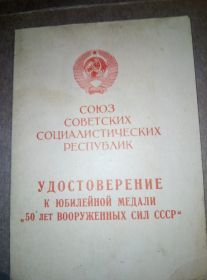 СОЮЗ
СОВЕТСКИХ
СОЦИАЛИСТИЧЕСКИХ
РЕСПУБЛИК
УДОСТОВЕРЕНИЕ
К ЮБИЛЕЙНОЙ МЕДАЛИ
„50 ЛЕТ ВООРУЖЕННЫХ СИЛ СССР“